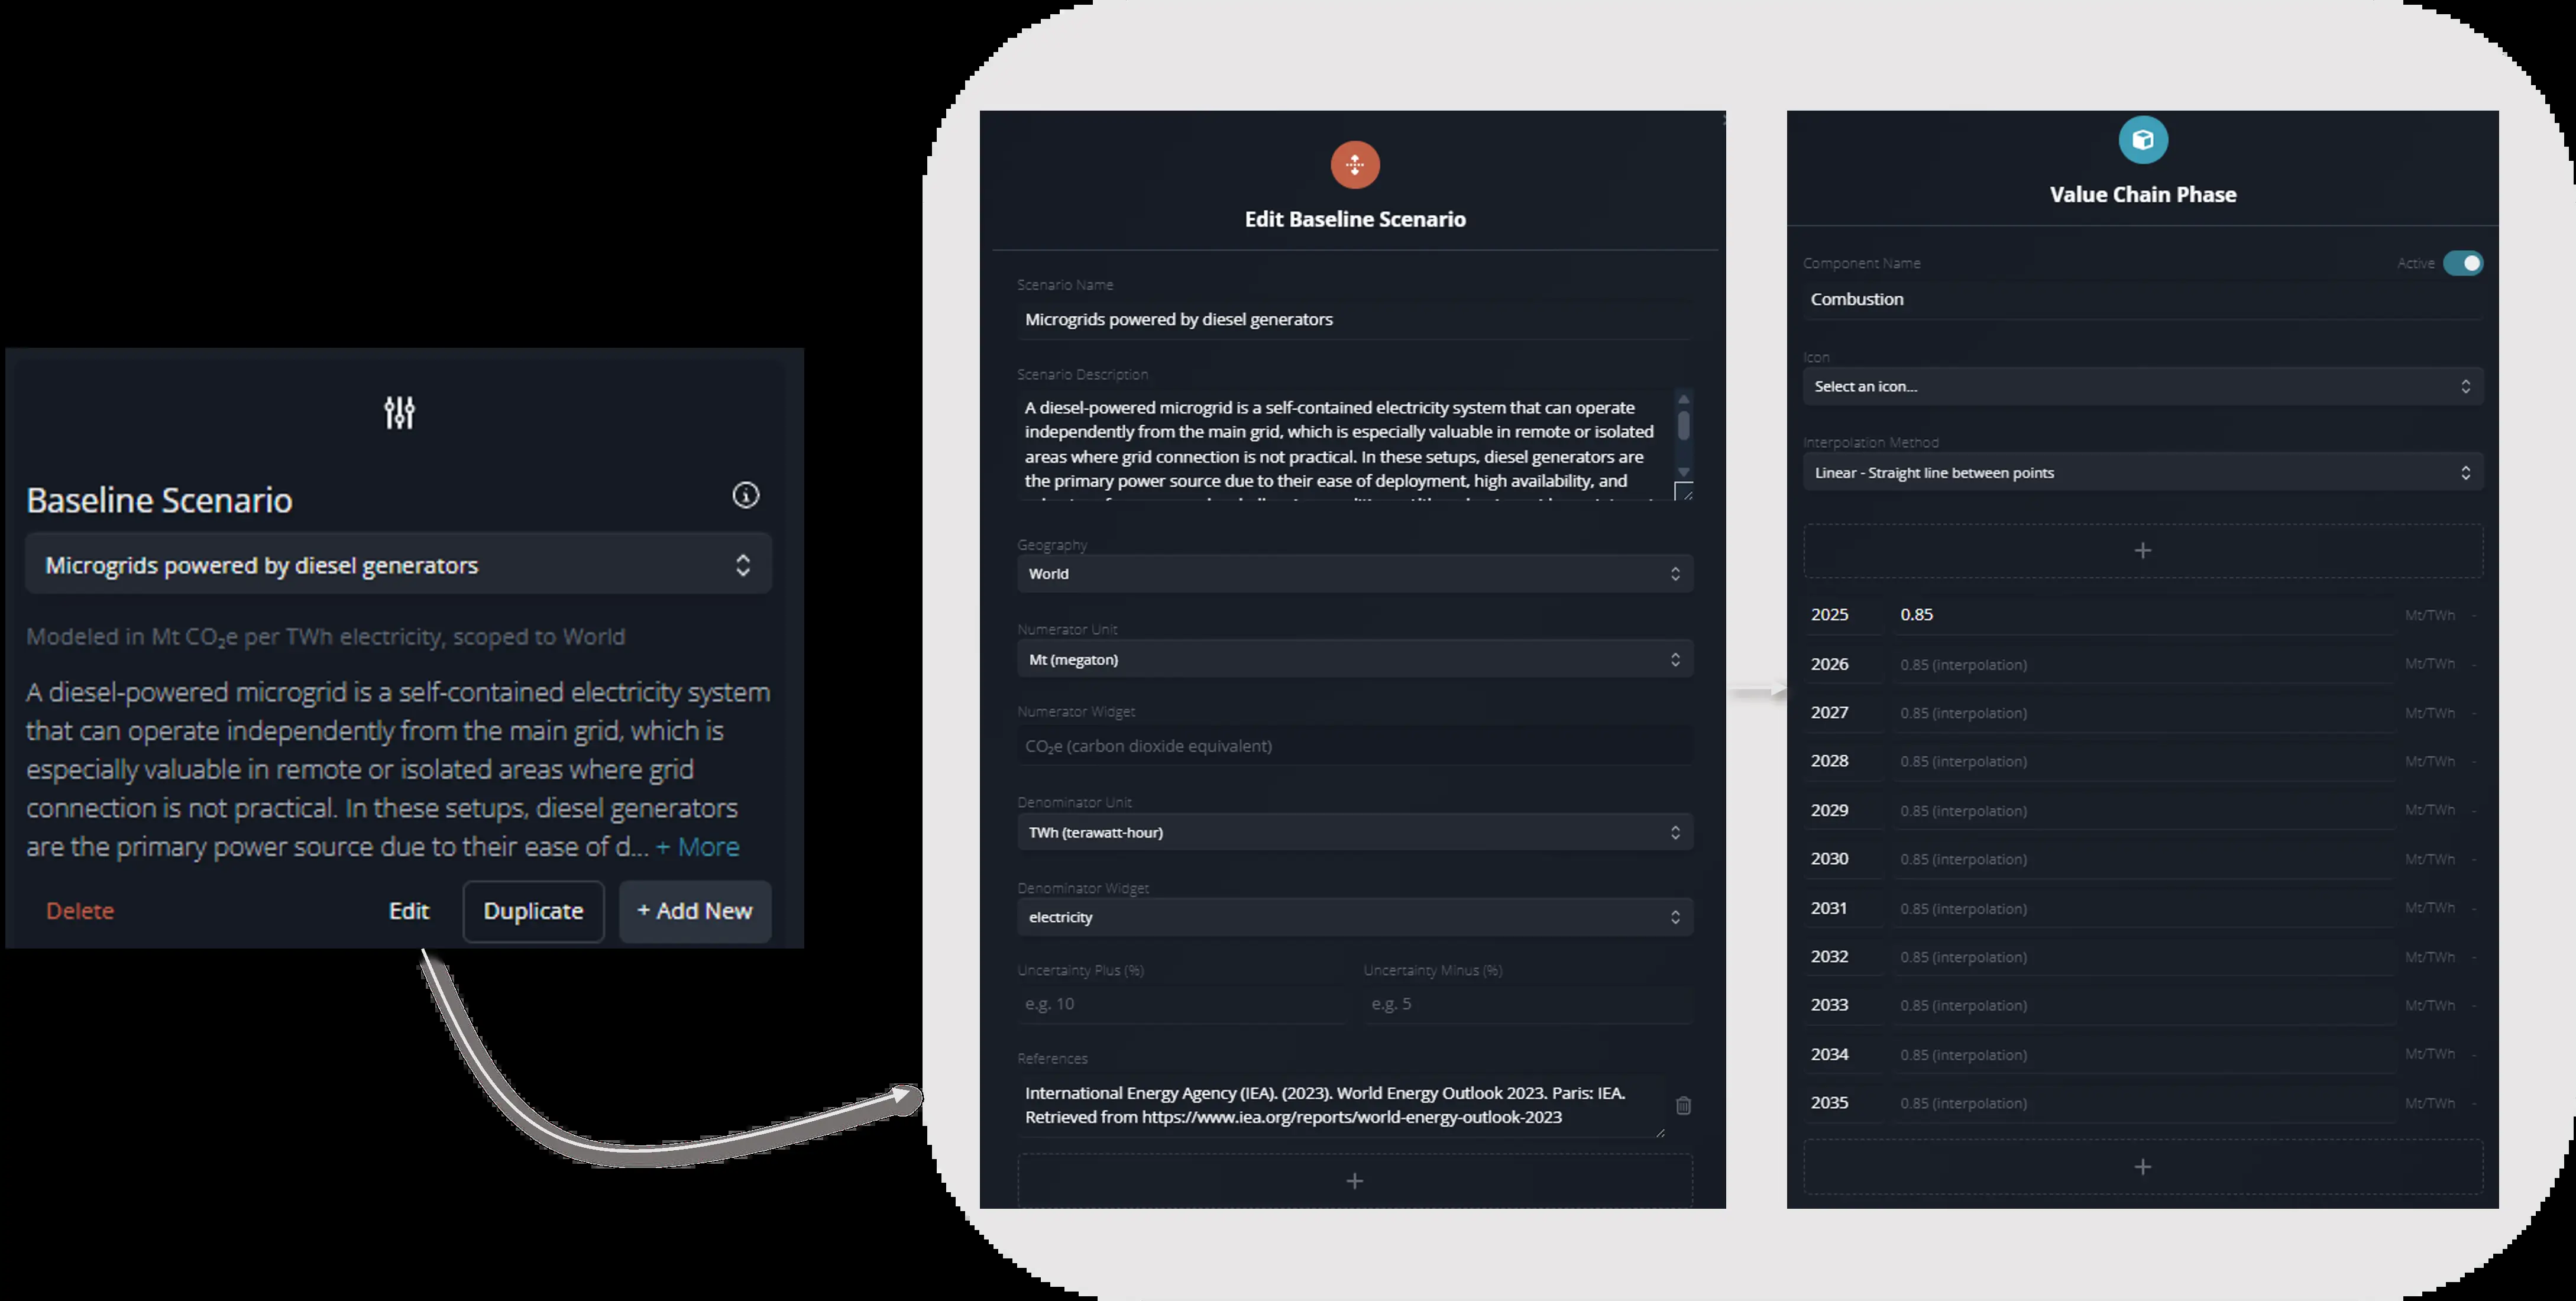 Baseline Scenario
Microgrids powered by diesel generators
Modeled in Mt CO₂e per TWh electricity, scoped to World
A diesel-powered microgrid is a self-contained electricity system
that can operate independently from the main grid, which is
especially valuable in remote or isolated areas where grid
connection is not practical. In these setups, diesel generators
are the primary power source due to their ease of d... + More
Delete
Edit
Duplicate
+ Add New
Edit Baseline Scenario
Scenario Name
Microgrids powered by diesel generators
Scenario Description
A diesel-powered microgrid is a self-contained electricity system that can operate
independently from the main grid, which is especially valuable in remote or isolated
areas where grid connection is not practical. In these setups, diesel generators are
the primary power source due to their ease of deployment, high availability, and
Geography
World
Numerator Unit
Mt (megaton)
Numerator Widget
CO₂e (carbon dioxide equivalent)
Denominator Unit
TWh (terawatt-hour)
Denominator Widget
electricity
Uncertainty Plus (%)
Uncertainty Minus (%)
e.g. 10
e.g. 5
References
International Energy Agency (IEA). (2023). World Energy Outlook 2023. Paris: IEA.
Retrieved from https://www.iea.org/reports/world-energy-outlook-2023
+
Value Chain Phase
Component Name
Active
Combustion
Icon
Select an icon...
Interpolation Method
Linear - Straight line between points
+
2025 0.85 Mt/TWh -
2026 0.85 (interpolation) Mt/TWh -
2027 0.85 (interpolation) Mt/TWh -
2028 0.85 (interpolation) Mt/TWh -
2029 0.85 (interpolation) Mt/TWh -
2030 0.85 (interpolation) Mt/TWh -
2031 0.85 (interpolation) Mt/TWh -
2032 0.85 (interpolation) Mt/TWh -
2033 0.85 (interpolation) Mt/TWh -
2034 0.85 (interpolation) Mt/TWh -
2035 0.85 (interpolation) Mt/TWh -
+